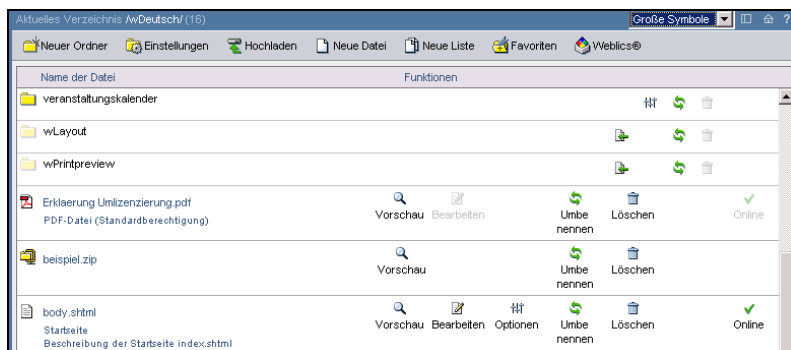 Aktuelles Verzeichnis /wDeutsch/ (16) Große Symbole ?
Neuer Ordner Einstellungen Hochladen Neue Datei Neue Liste Favoriten Weblics®
Name der Datei Funktionen
veranstaltungskalender
wLayout
wPrintpreview
Erklaerung Umlizenzierung.pdf
PDF-Datei (Standardberechtigung)
Vorschau Bearbeiten Umbe
nennen Löschen Online
beispiel.zip
Vorschau Umbe
nennen Löschen
body.shtml
Startseite
Beschreibung der Startseite index.shtml
Vorschau Bearbeiten Optionen Umbe
nennen Löschen Online